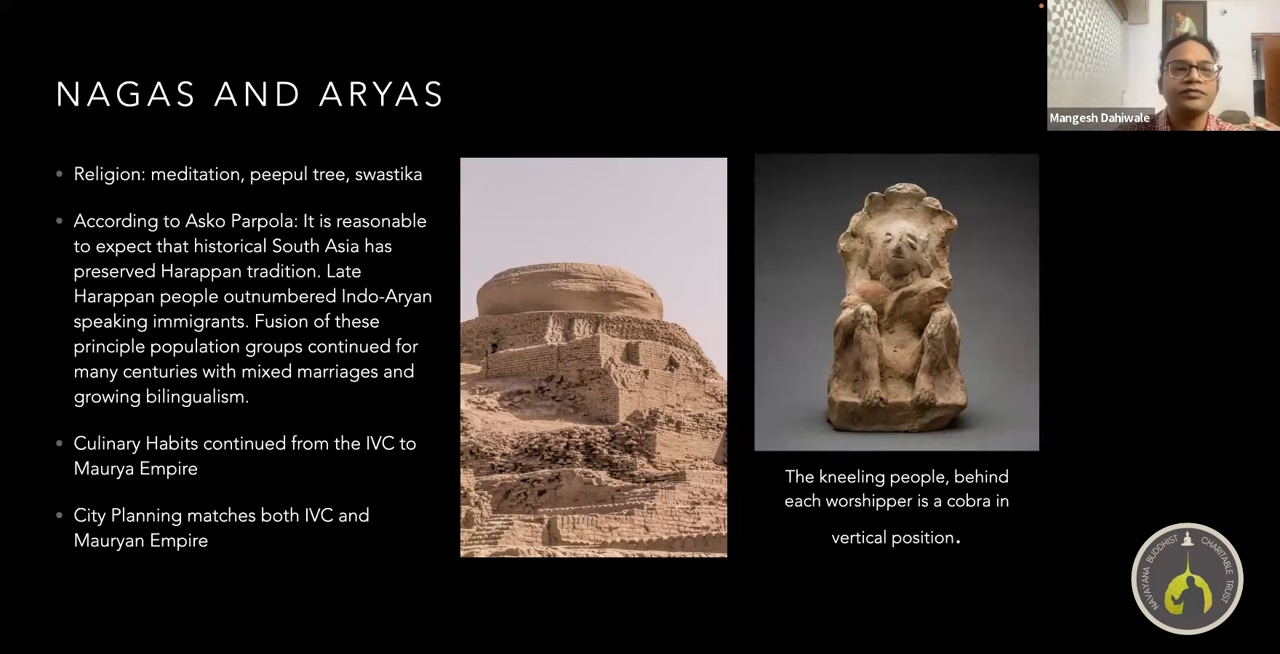 NAGAS AND ARYAS
Mangesh Dahiwale
Religion: meditation, peepul tree, swastika
According to Asko Parpola: It is reasonable
to expect that historical South Asia has
preserved Harappan tradition. Late
Harappan people outnumbered Indo-Aryan
speaking immigrants. Fusion of these
principle population groups continued for
many centuries with mixed marriages and
growing bilingualism.
Culinary Habits continued from the IVC to
Maurya Empire
City Planning matches both IVC and
Mauryan Empire
The kneeling people, behind
each worshipper is a cobra in
vertical position.
NAVAYANA BUDDHIST CHARITABLE TRUST